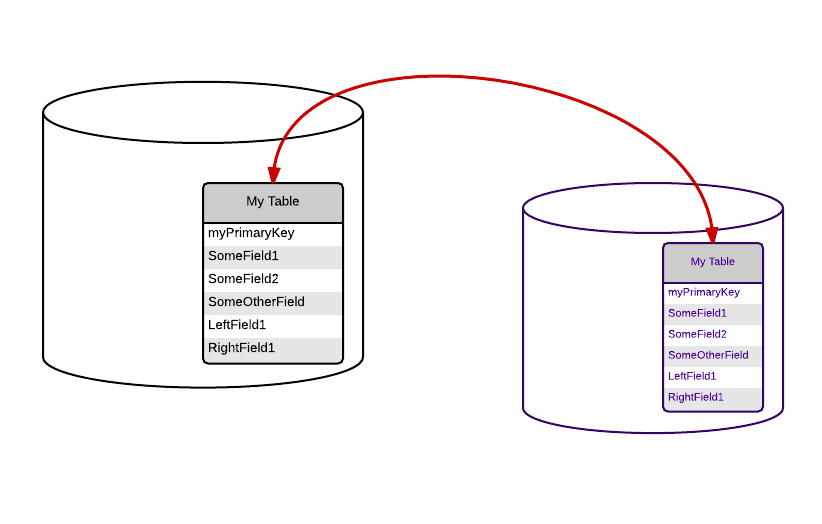 My Table
myPrimaryKey
SomeField1
SomeField2
SomeOtherField
LeftField1
RightField1
My Table
myPrimaryKey
SomeField1
SomeField2
SomeOtherField
LeftField1
RightField1